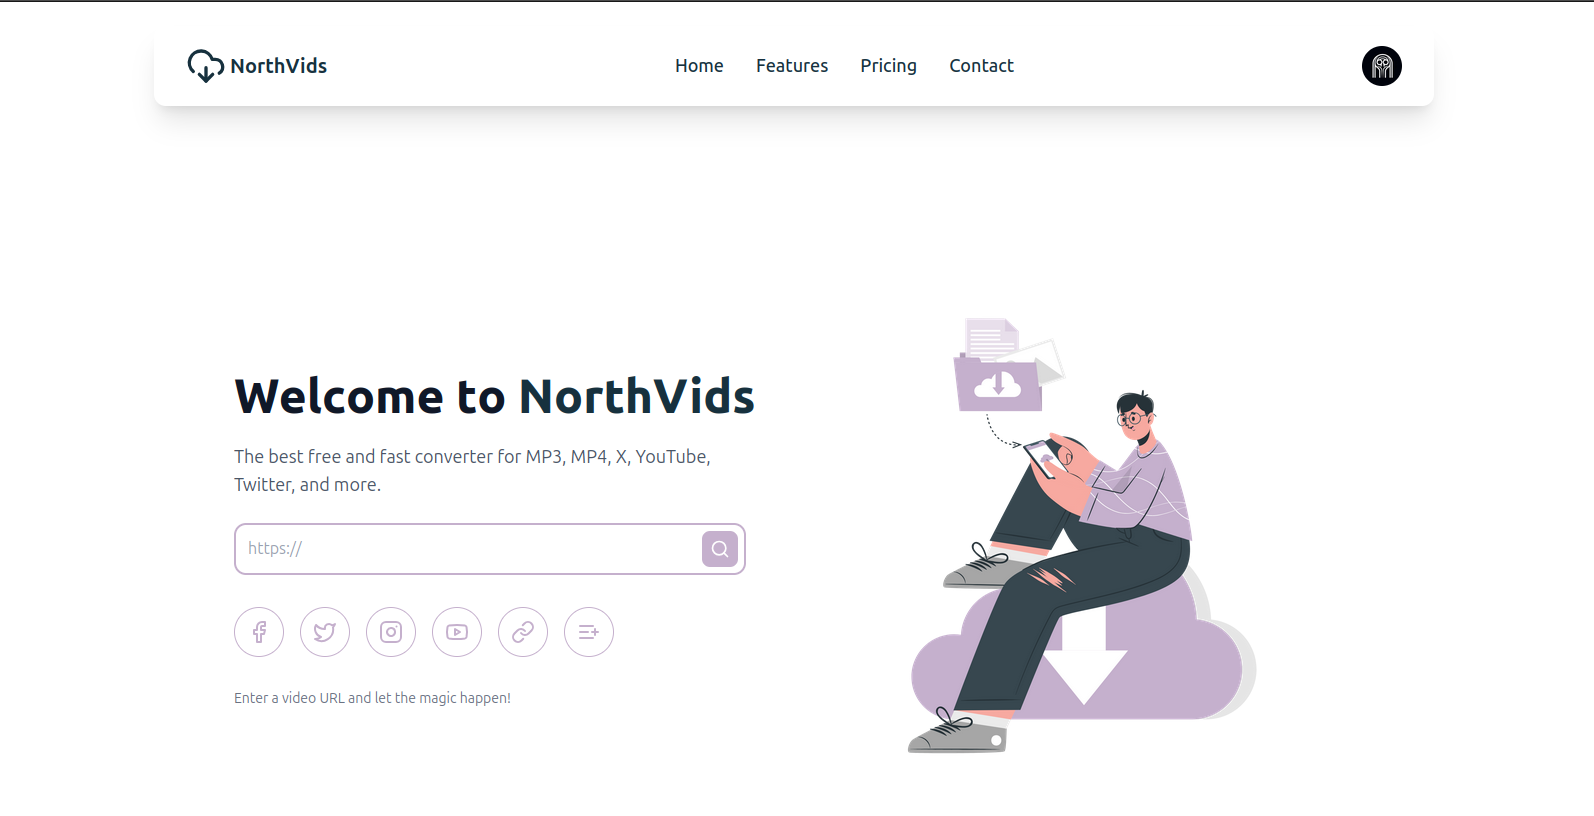 NorthVids
Home
Features
Pricing
Contact
Welcome to NorthVids
The best free and fast converter for MP3, MP4, X, YouTube,
Twitter, and more.
https://
Enter a video URL and let the magic happen!